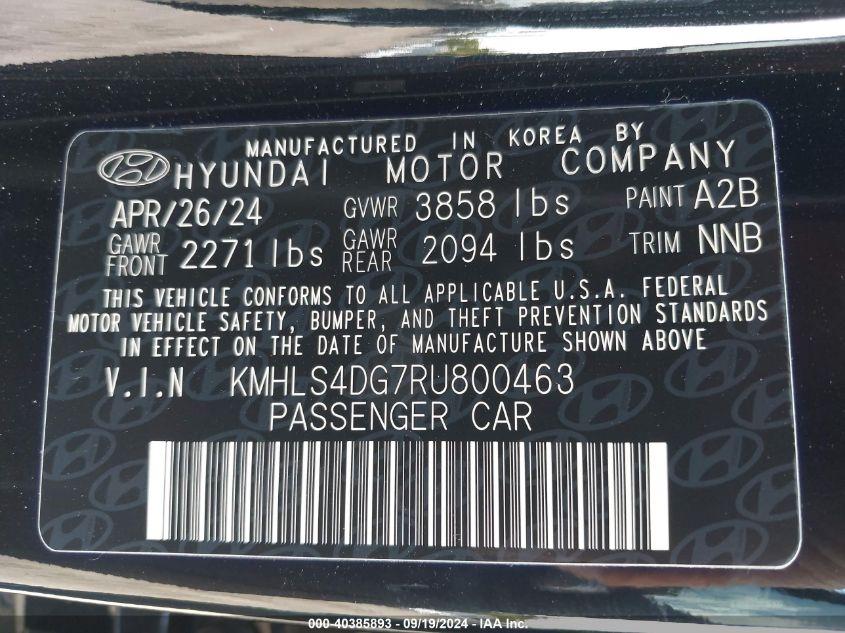 MANUFACTURED IN KOREA BY
HYUNDAI MOTOR COMPANY
APR/26/24 GVWR 3858 lbs PAINT A2B
GAWR FRONT 2271 lbs GAWR REAR 2094 lbs TRIM NNB
THIS VEHICLE CONFORMS TO ALL APPLICABLE U.S.A. FEDERAL
MOTOR VEHICLE SAFETY, BUMPER, AND THEFT PREVENTION STANDARDS
IN EFFECT ON THE DATE OF MANUFACTURE SHOWN ABOVE
V.I.N KMHLS4DG7RU800463
PASSENGER CAR
000-40385893 - 09/19/2024 - IAA Inc.